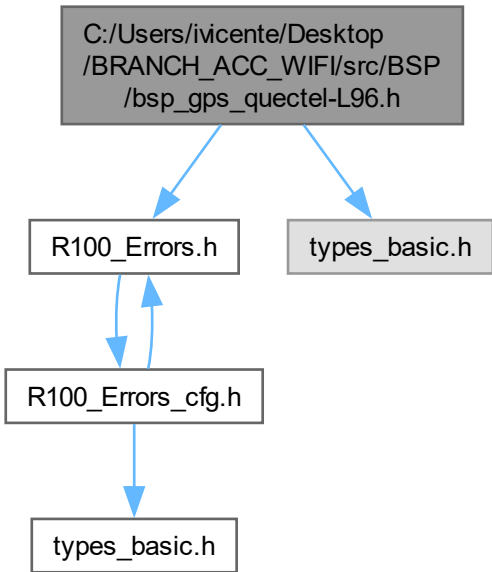 C:/Users/ivicente/Desktop
/BRANCH_ACC_WIFI/src/BSP
/bsp_gps_quectel-L96.h
R100_Errors.h
types_basic.h
R100_Errors_cfg.h
types_basic.h